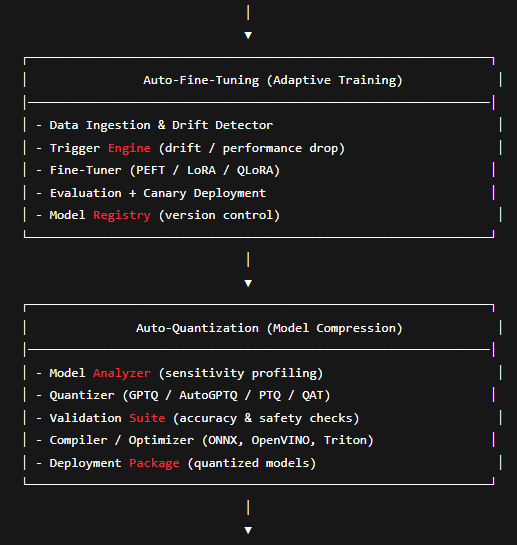 Auto-Fine-Tuning (Adaptive Training)
- Data Ingestion & Drift Detector
- Trigger Engine (drift / performance drop)
- Fine-Tuner (PEFT / LoRA / QLoRA)
- Evaluation + Canary Deployment
- Model Registry (version control)
Auto-Quantization (Model Compression)
- Model Analyzer (sensitivity profiling)
- Quantizer (GPTQ / AutoGPTQ / PTQ / QAT)
- Validation Suite (accuracy & safety checks)
- Compiler / Optimizer (ONNX, OpenVINO, Triton)
- Deployment Package (quantized models)